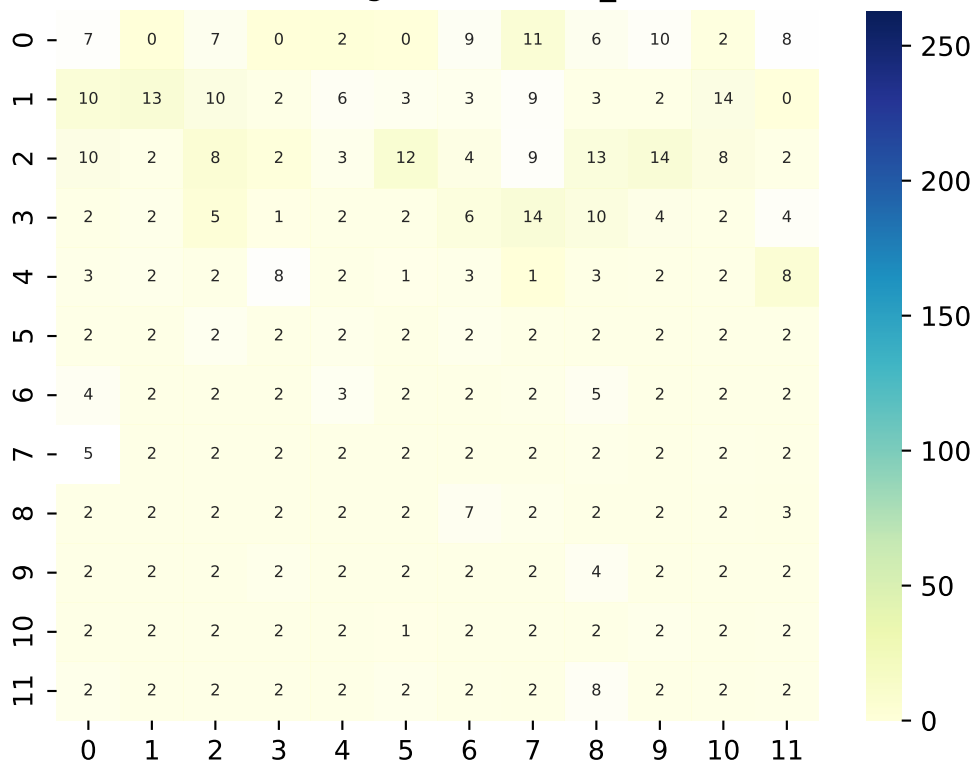 0 7 0 7 0 2 0 9 11 6 10 2 8
1 10 13 10 2 6 3 3 9 3 2 14 0
2 10 2 8 2 3 12 4 9 13 14 8 2
3 2 2 5 1 2 2 6 14 10 4 2 4
4 3 2 2 8 2 1 3 1 3 2 2 8
5 2 2 2 2 2 2 2 2 2 2 2 2
6 4 2 2 2 3 2 2 2 5 2 2 2
7 5 2 2 2 2 2 2 2 2 2 2 2
8 2 2 2 2 2 2 7 2 2 2 2 3
9 2 2 2 2 2 2 2 2 4 2 2 2
10 2 2 2 2 2 1 2 2 2 2 2 2
11 2 2 2 2 2 2 2 2 8 2 2 2
0 1 2 3 4 5 6 7 8 9 10 11
250
200
150
100
50
0